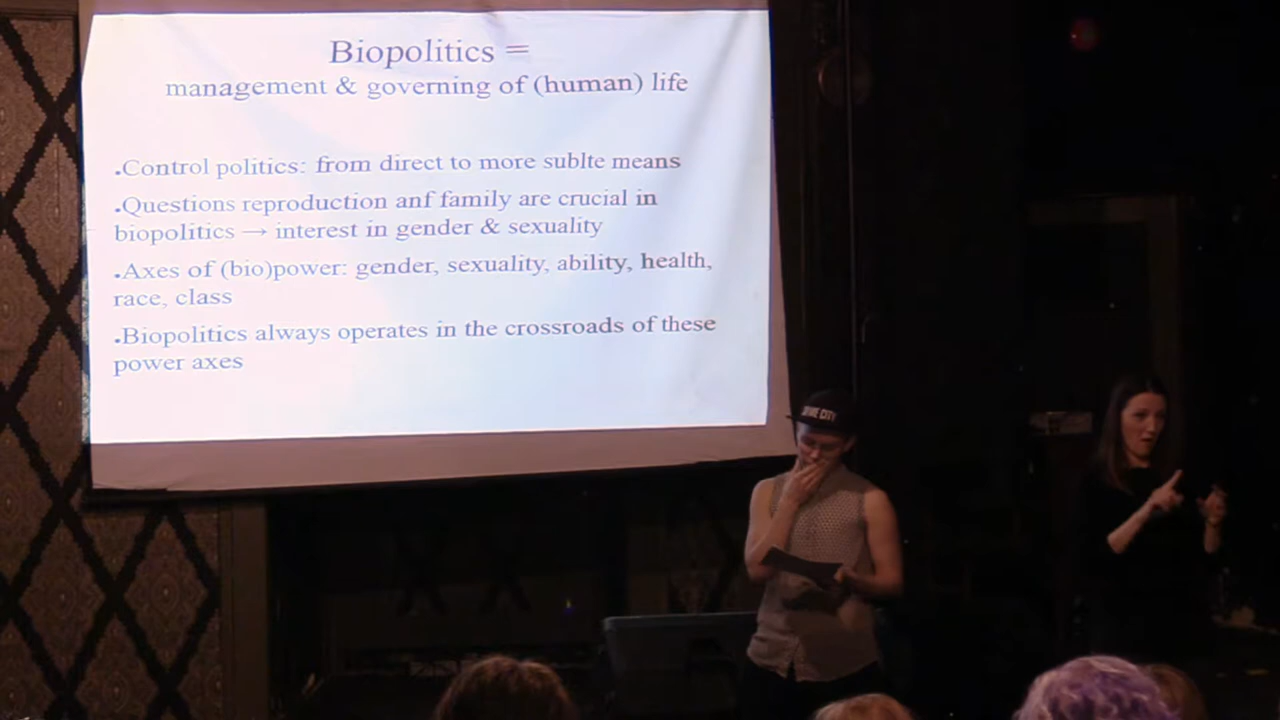 Biopolitics =
management & governing of (human) life
.Control politics: from direct to more sublte means
.Questions reproduction anf family are crucial in
biopolitics → interest in gender & sexuality
.Axes of (bio)power: gender, sexuality, ability, health,
race, class
.Biopolitics always operates in the crossroads of these
power axes
CITY